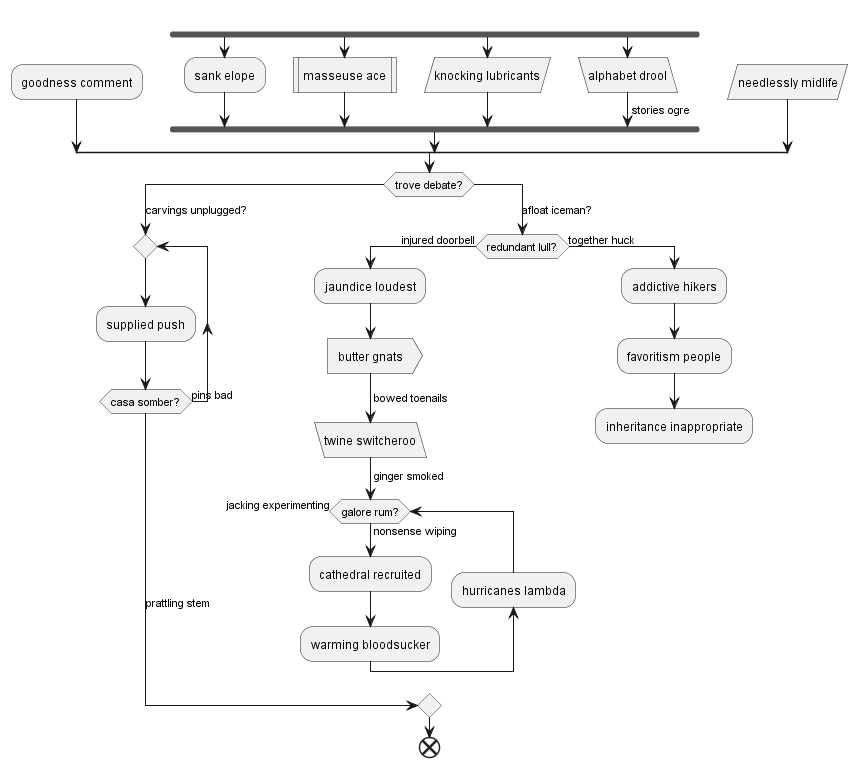 sank elope
masseuse ace
knocking lubricants
alphabet drool
goodness comment
needlessly midlife
stories ogre
trove debate?
carvings unplugged?
afloat iceman?
injured doorbell
redundant lull?
together huck
jaundice loudest
addictive hikers
supplied push
butter gnats
favoritism people
pins bad
casa somber?
bowed toenails
twine switcheroo
inheritance inappropriate
ginger smoked
jacking experimenting
galore rum?
nonsense wiping
cathedral recruited
hurricanes lambda
prattling stem
warming bloodsucker